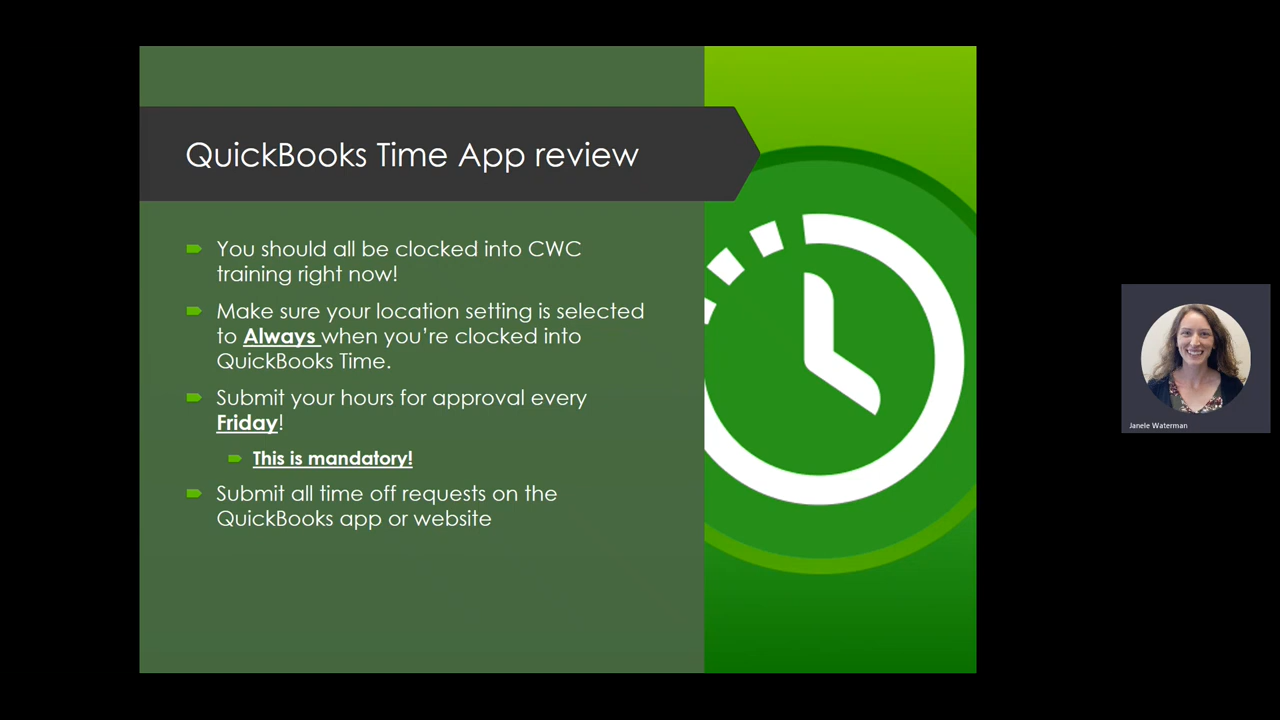 QuickBooks Time App review
You should all be clocked into CWC
training right now!
Make sure your location setting is selected
to Always when you’re clocked into
QuickBooks Time.
Submit your hours for approval every
Friday!
This is mandatory!
Submit all time off requests on the
QuickBooks app or website
Janele Waterman